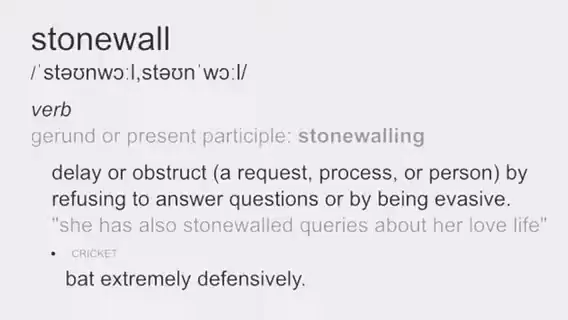 stonewall
/ˈstəʊnwɔːl,stəʊnˈwɔːl/
verb
gerund or present participle: stonewalling
delay or obstruct (a request, process, or person) by
refusing to answer questions or by being evasive.
"she has also stonewalled queries about her love life"
• CRICKET
bat extremely defensively.